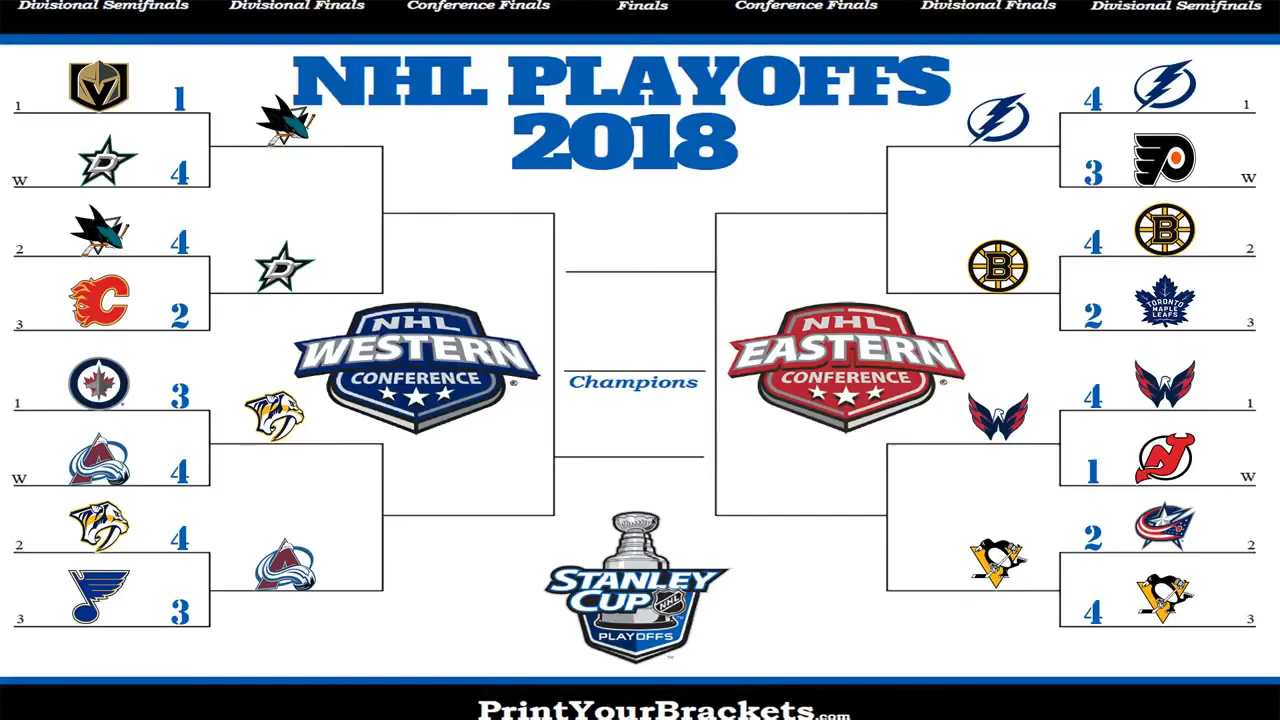 Divisional Semifinals Divisional Finals Conference Finals Finals Conference Finals Divisional Finals Divisional Semifinals
NHL PLAYOFFS
2018
1 1
W 4
2 4
3 2
1 3
W 4
2 4
3 3
NHL
WESTERN
CONFERENCE
®
Champions
NHL
EASTERN
CONFERENCE
®
4 1
3 W
4 B 2
2 TORONTO
MAPLE
LEAFS 3
4 1
1 W
2 2
4 3
D
D
C
B
STANLEY
CUP
NHL
PLAYOFFS
™
PrintYourBrackets.com